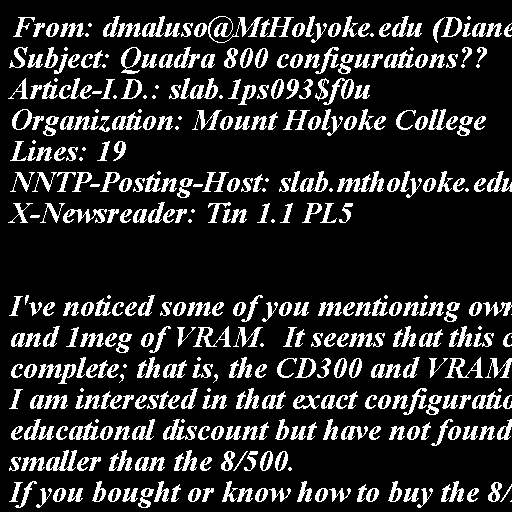 From: dmaluso@MtHolyoke.edu (Diane
Subject: Quadra 800 configurations??
Article-I.D.: slab.1ps093$f0u
Organization: Mount Holyoke College
Lines: 19
NNTP-Posting-Host: slab.mtholyoke.edu
X-Newsreader: Tin 1.1 PL5
I've noticed some of you mentioning own
and 1meg of VRAM.  It seems that this c
complete; that is, the CD300 and VRAM
I am interested in that exact configuratio
educational discount but have not found
smaller than the 8/500.
If you bought or know how to buy the 8/